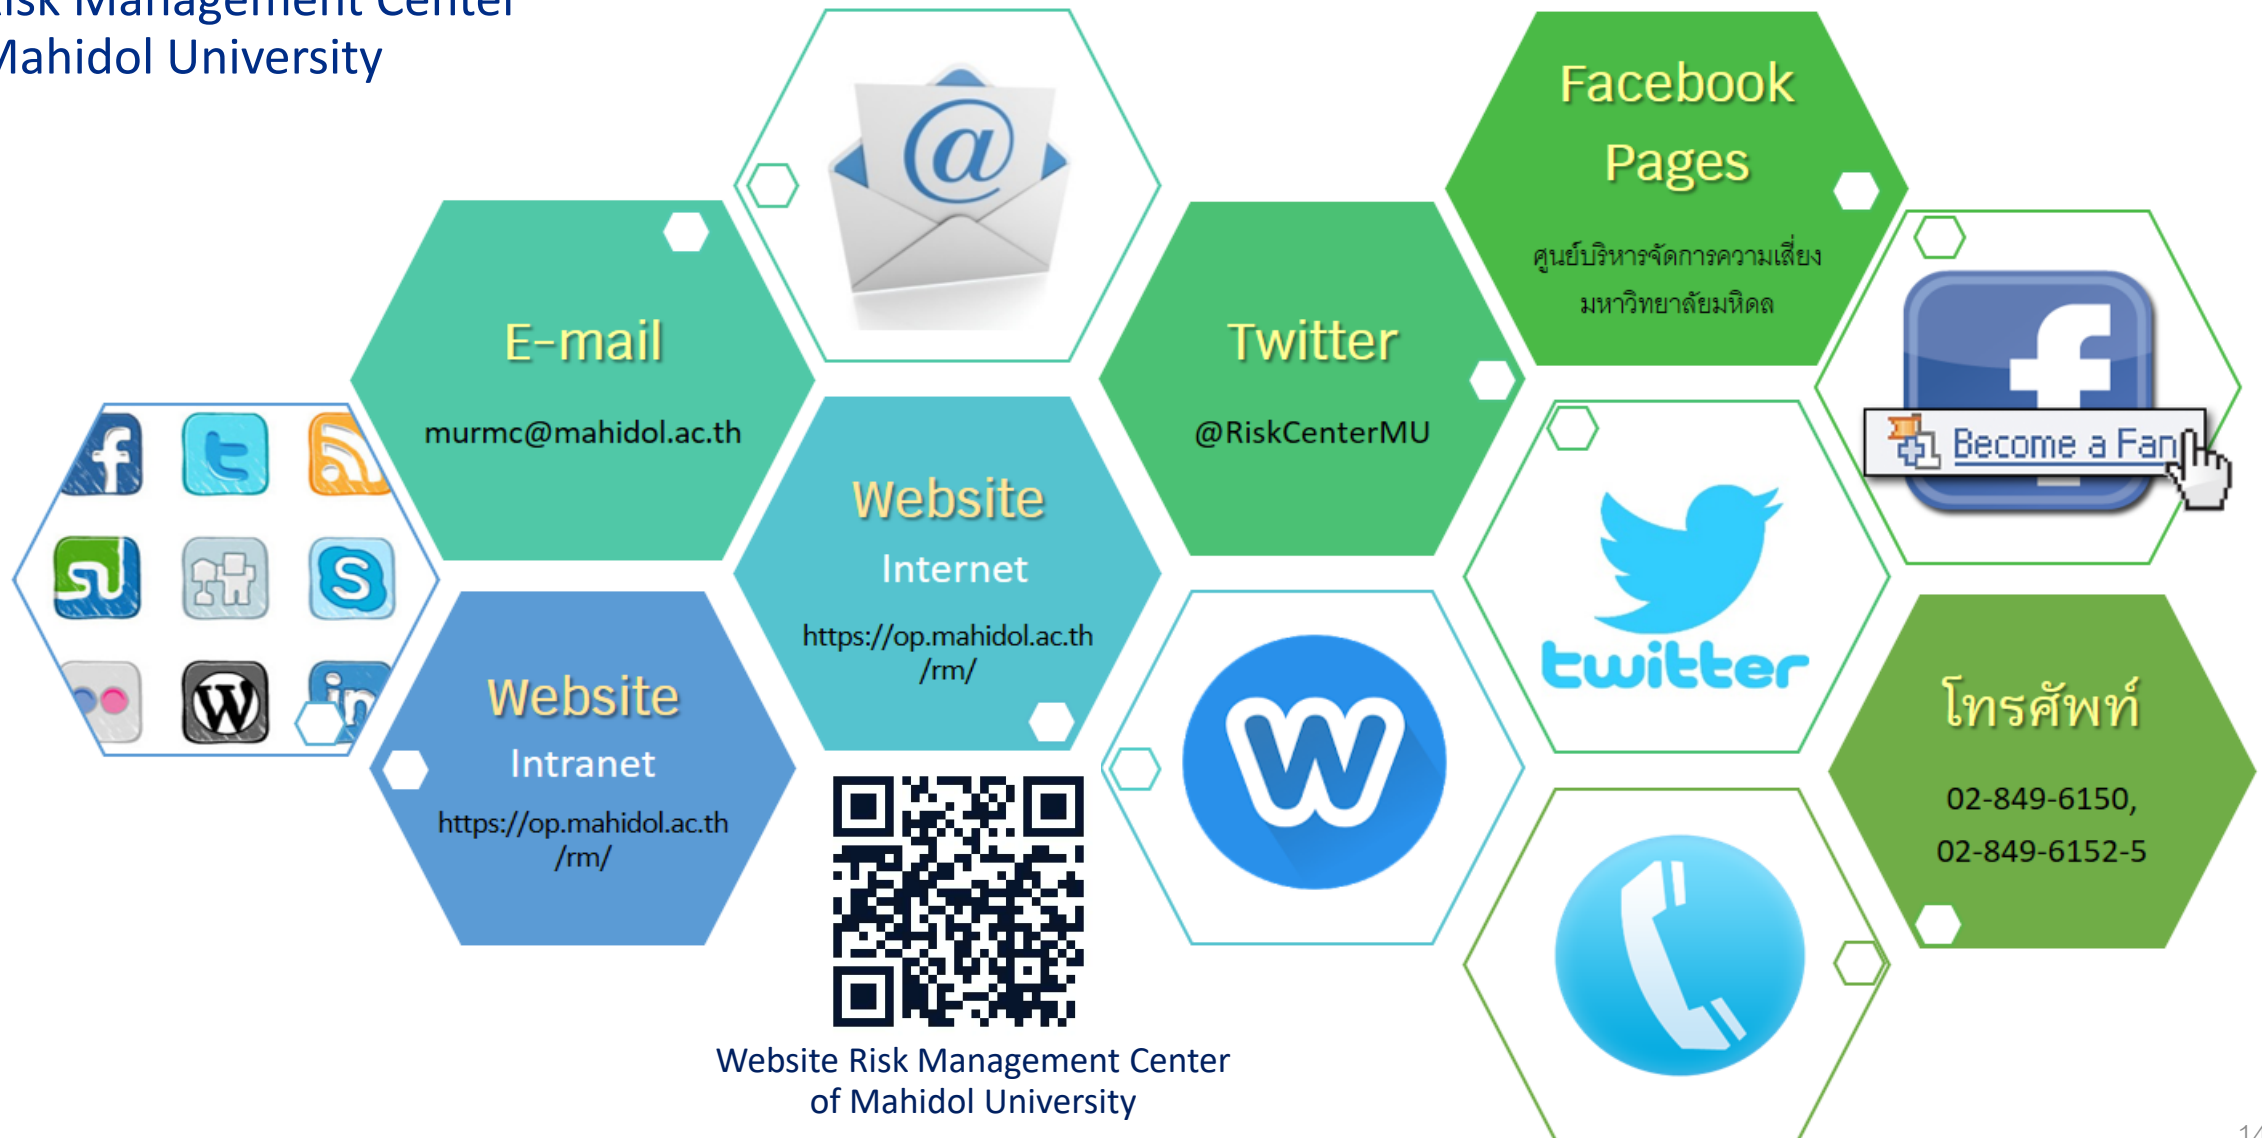 Risk Management Center
Mahidol University
Facebook
Pages
ศูนย์บริหารจัดการความเสี่ยง
มหาวิทยาลัยมหิดล
E-mail
murmc@mahidol.ac.th
Twitter
@RiskCenterMU
Become a Fan
Website
Internet
https://op.mahidol.ac.th
/rm/
twitter
Website
Intranet
https://op.mahidol.ac.th
/rm/
โทรศัพท์
02-849-6150,
02-849-6152-5
Website Risk Management Center
of Mahidol University